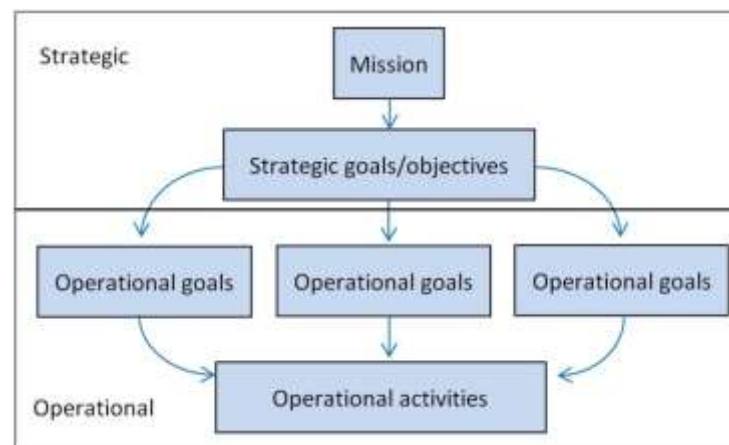 Strategic
Mission
Strategic goals/objectives
Operational goals
Operational goals
Operational goals
Operational activities
Operational